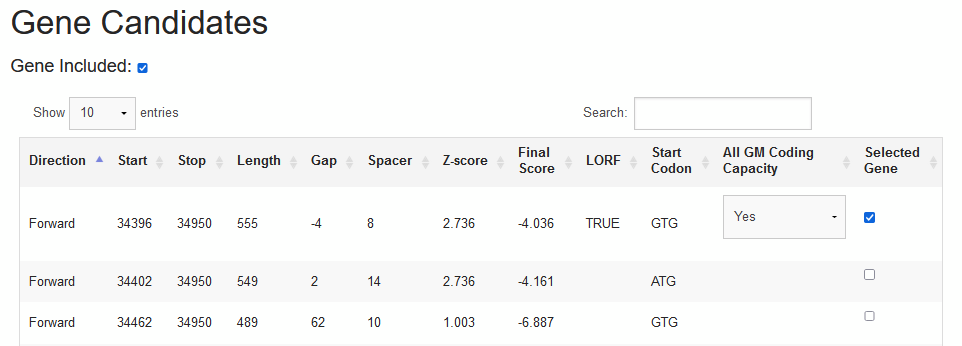 Gene Candidates
Gene Included:
Show 10 entries Search:
Direction Start Stop Length Gap Spacer Z-score Final Score LORF Start Codon All GM Coding Capacity Selected Gene
Forward 34396 34950 555 -4 8 2.736 -4.036 TRUE GTG Yes
Forward 34402 34950 549 2 14 2.736 -4.161 ATG
Forward 34462 34950 489 62 10 1.003 -6.887 GTG